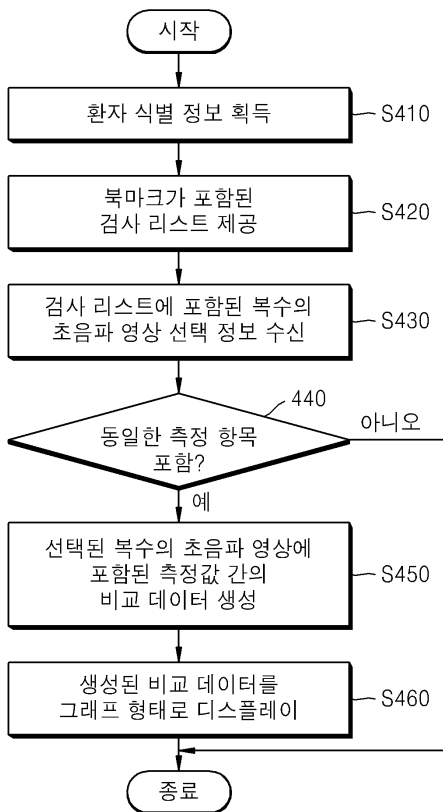 시작
환자 식별 정보 획득
S410
북마크가 포함된
검사 리스트 제공
S420
검사 리스트에 포함된 복수의
초음파 영상 선택 정보 수신
S430
440
동일한 측정 항목
포함?
아니오
예
선택된 복수의 초음파 영상에
포함된 측정값 간의
비교 데이터 생성
S450
생성된 비교 데이터를
그래프 형태로 디스플레이
S460
종료